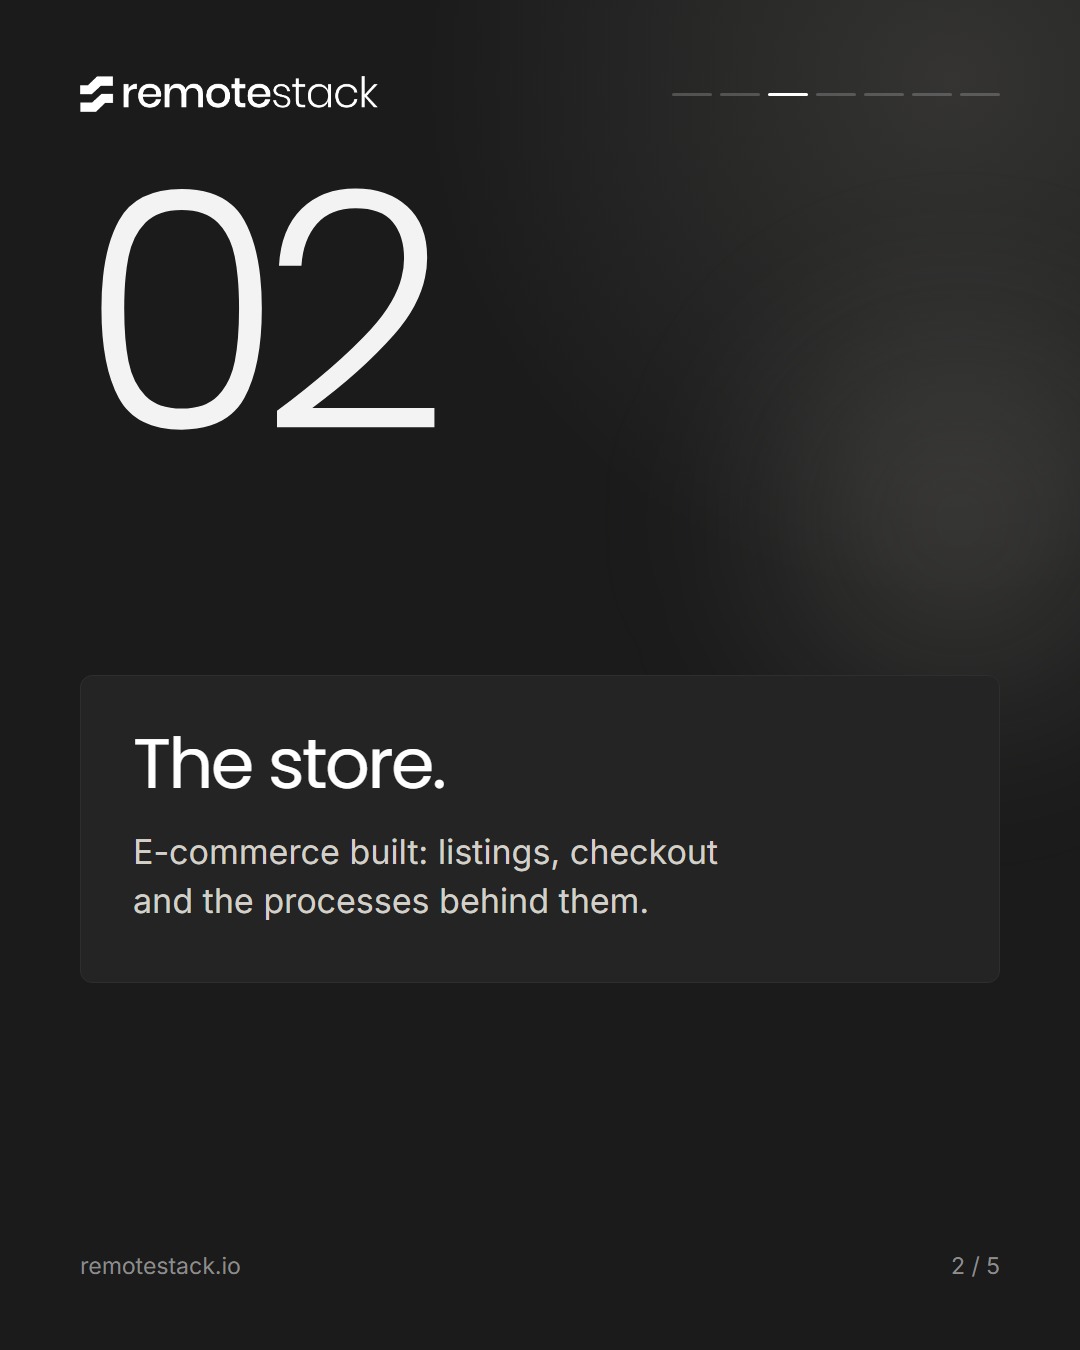 remotestack
02
The store.
E-commerce built: listings, checkout
and the processes behind them.
remotestack.io
2 / 5